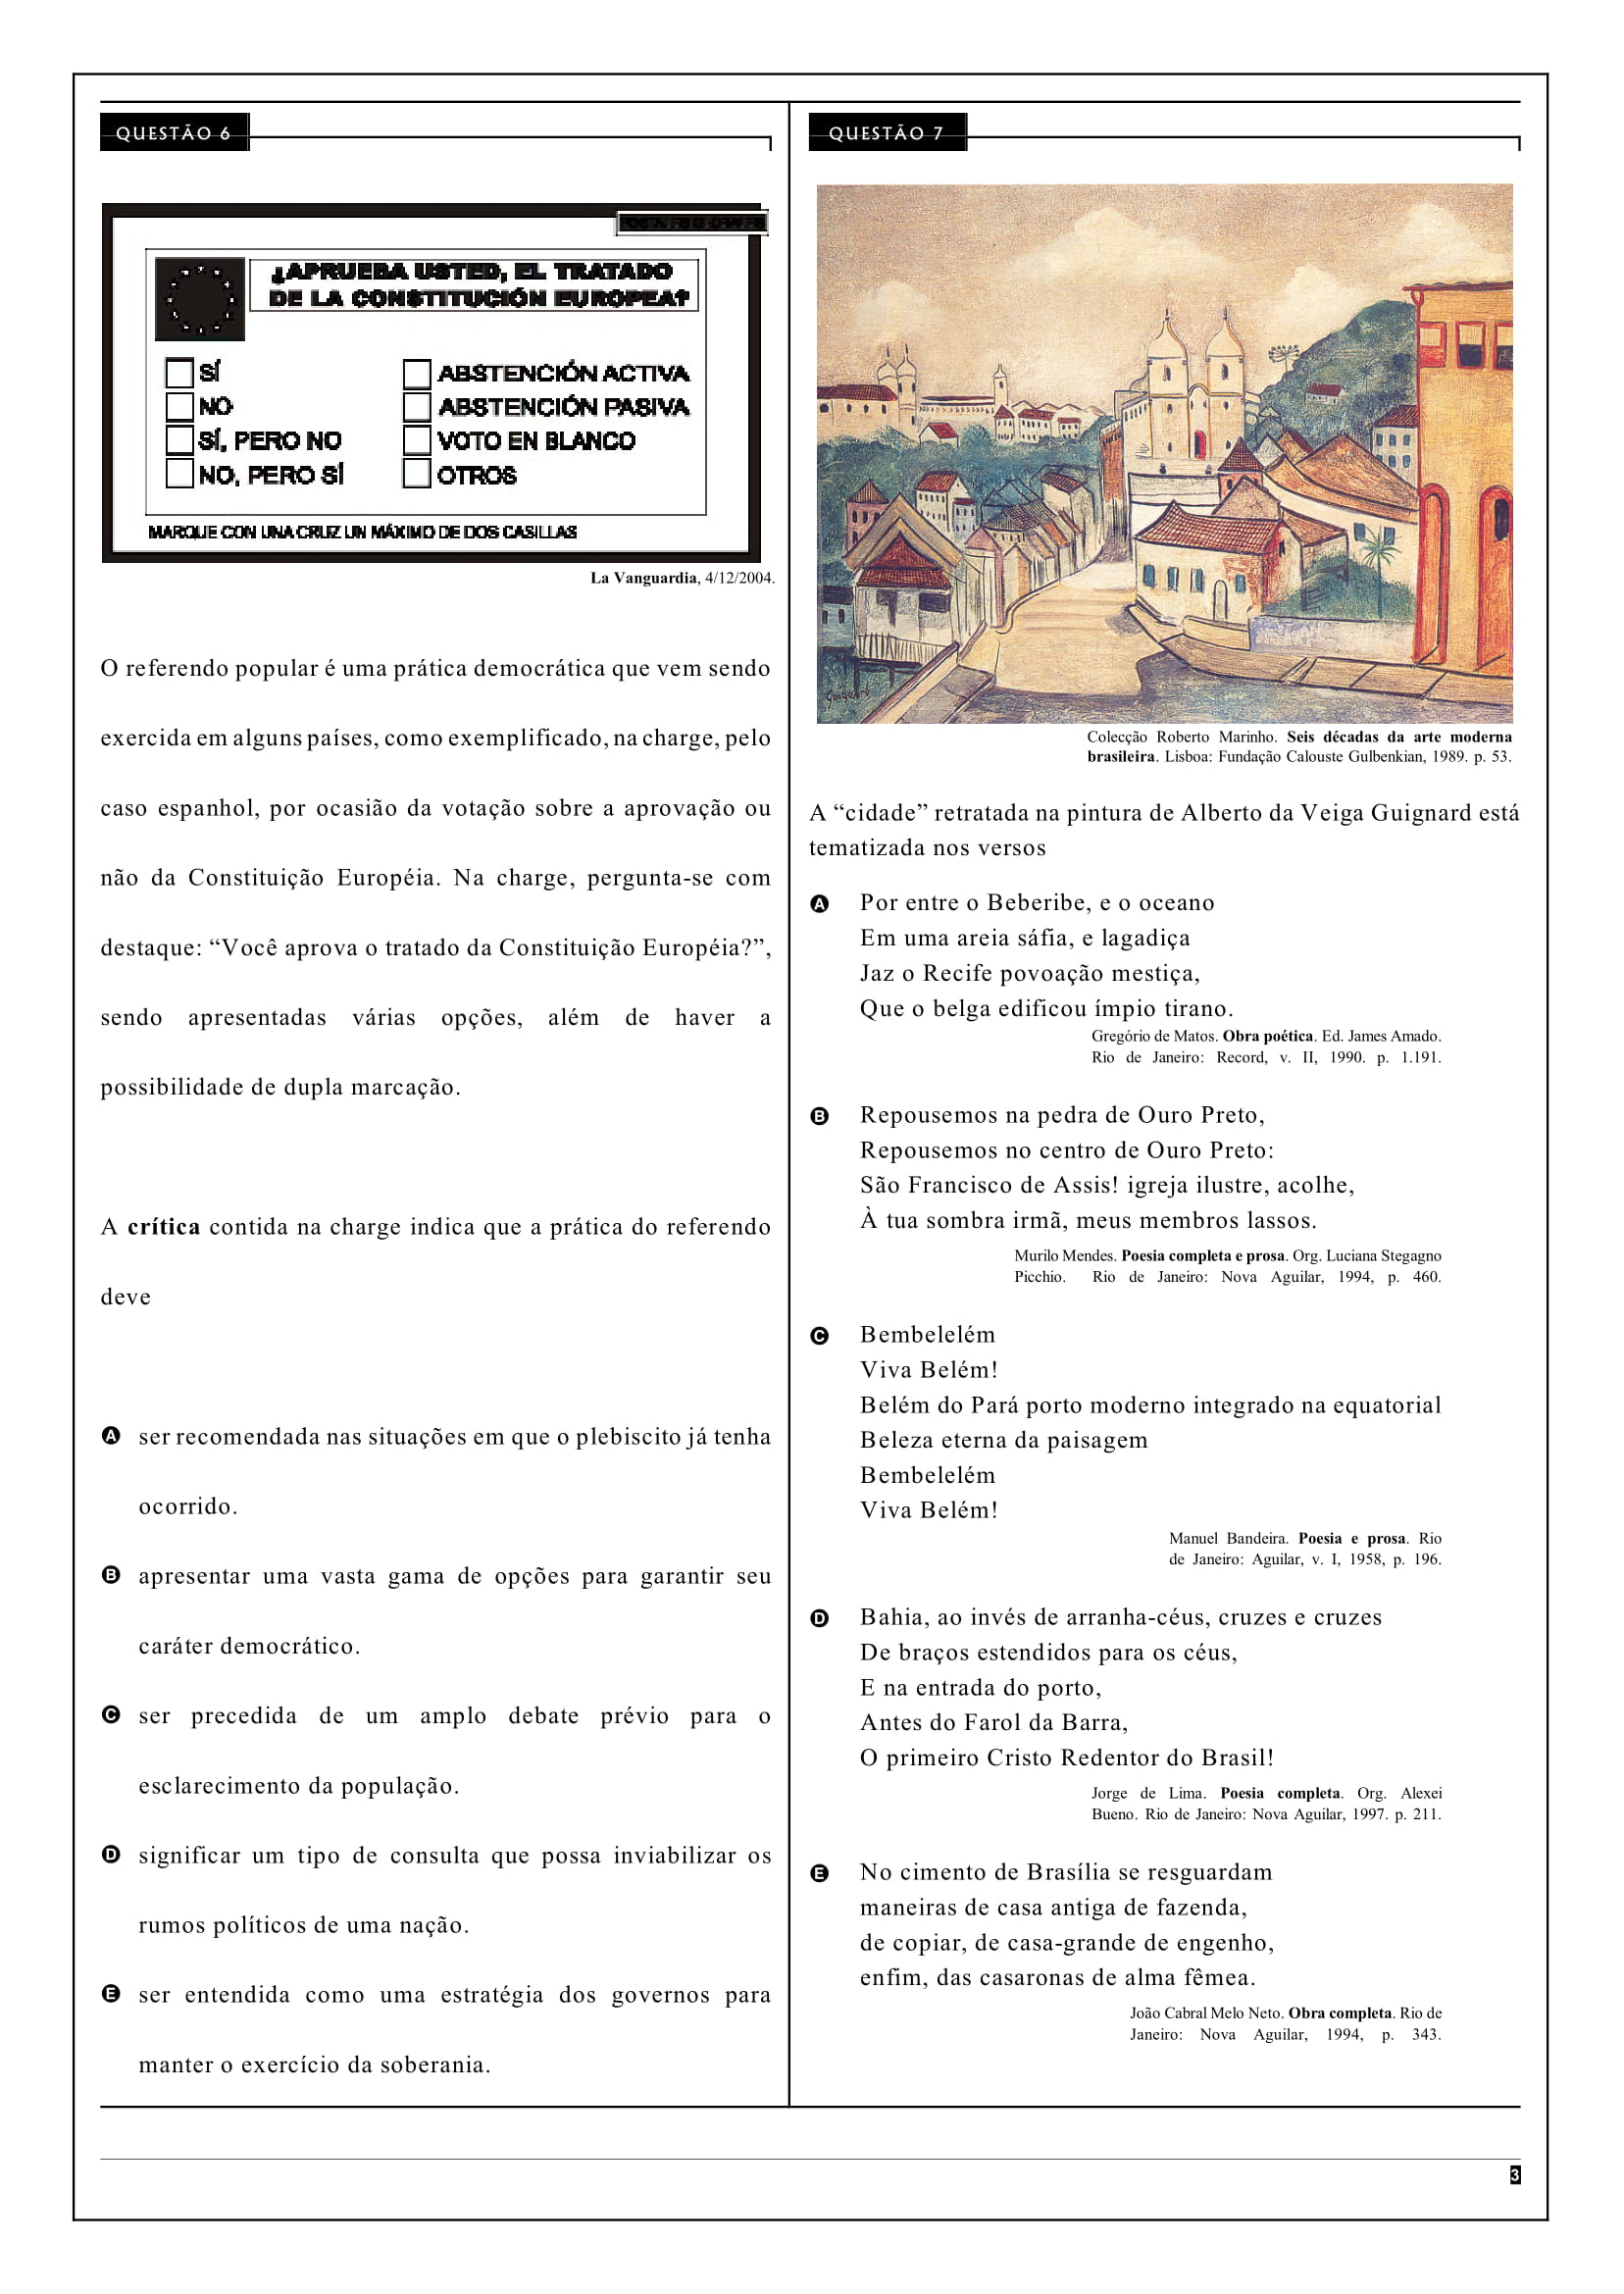 QUESTÃO 6
¿APRUEBA USTED, EL TRATADO
DE LA CONSTITUCIÓN EUROPEA?
SÍ
NO
SÍ, PERO NO
NO, PERO SÍ
ABSTENCIÓN ACTIVA
ABSTENCIÓN PASIVA
VOTO EN BLANCO
OTROS
MARQUE CON UNA CRUZ UN MÁXIMO DE DOS CASILLAS
La Vanguardia, 4/12/2004.
O referendo popular é uma prática democrática que vem sendo
exercida em alguns países, como exemplificado, na charge, pelo
caso espanhol, por ocasião da votação sobre a aprovação ou
não da Constituição Européia. Na charge, pergunta-se com
destaque: “Você aprova o tratado da Constituição Européia?”,
sendo apresentadas várias opções, além de haver a
possibilidade de dupla marcação.
A crítica contida na charge indica que a prática do referendo
deve
A ser recomendada nas situações em que o plebiscito já tenha
ocorrido.
B apresentar uma vasta gama de opções para garantir seu
caráter democrático.
C ser precedida de um amplo debate prévio para o
esclarecimento da população.
D significar um tipo de consulta que possa inviabilizar os
rumos políticos de uma nação.
E ser entendida como uma estratégia dos governos para
manter o exercício da soberania.
QUESTÃO 7
Guignard
Colecção Roberto Marinho. Seis décadas da arte moderna
brasileira. Lisboa: Fundação Calouste Gulbenkian, 1989. p. 53.
A “cidade” retratada na pintura de Alberto da Veiga Guignard está
tematizada nos versos
A Por entre o Beberibe, e o oceano
Em uma areia sáfia, e lagadiça
Jaz o Recife povoação mestiça,
Que o belga edificou ímpio tirano.
Gregório de Matos. Obra poética. Ed. James Amado.
Rio de Janeiro: Record, v. II, 1990. p. 1.191.
B Repousemos na pedra de Ouro Preto,
Repousemos no centro de Ouro Preto:
São Francisco de Assis! igreja ilustre, acolhe,
À tua sombra irmã, meus membros lassos.
Murilo Mendes. Poesia completa e prosa. Org. Luciana Stegagno
Picchio. Rio de Janeiro: Nova Aguilar, 1994, p. 460.
C Bembelelém
Viva Belém!
Belém do Pará porto moderno integrado na equatorial
Beleza eterna da paisagem
Bembelelém
Viva Belém!
Manuel Bandeira. Poesia e prosa. Rio
de Janeiro: Aguilar, v. I, 1958, p. 196.
D Bahia, ao invés de arranha-céus, cruzes e cruzes
De braços estendidos para os céus,
E na entrada do porto,
Antes do Farol da Barra,
O primeiro Cristo Redentor do Brasil!
Jorge de Lima. Poesia completa. Org. Alexei
Bueno. Rio de Janeiro: Nova Aguilar, 1997. p. 211.
E No cimento de Brasília se resguardam
maneiras de casa antiga de fazenda,
de copiar, de casa-grande de engenho,
enfim, das casaronas de alma fêmea.
João Cabral Melo Neto. Obra completa. Rio de
Janeiro: Nova Aguilar, 1994, p. 343.
3